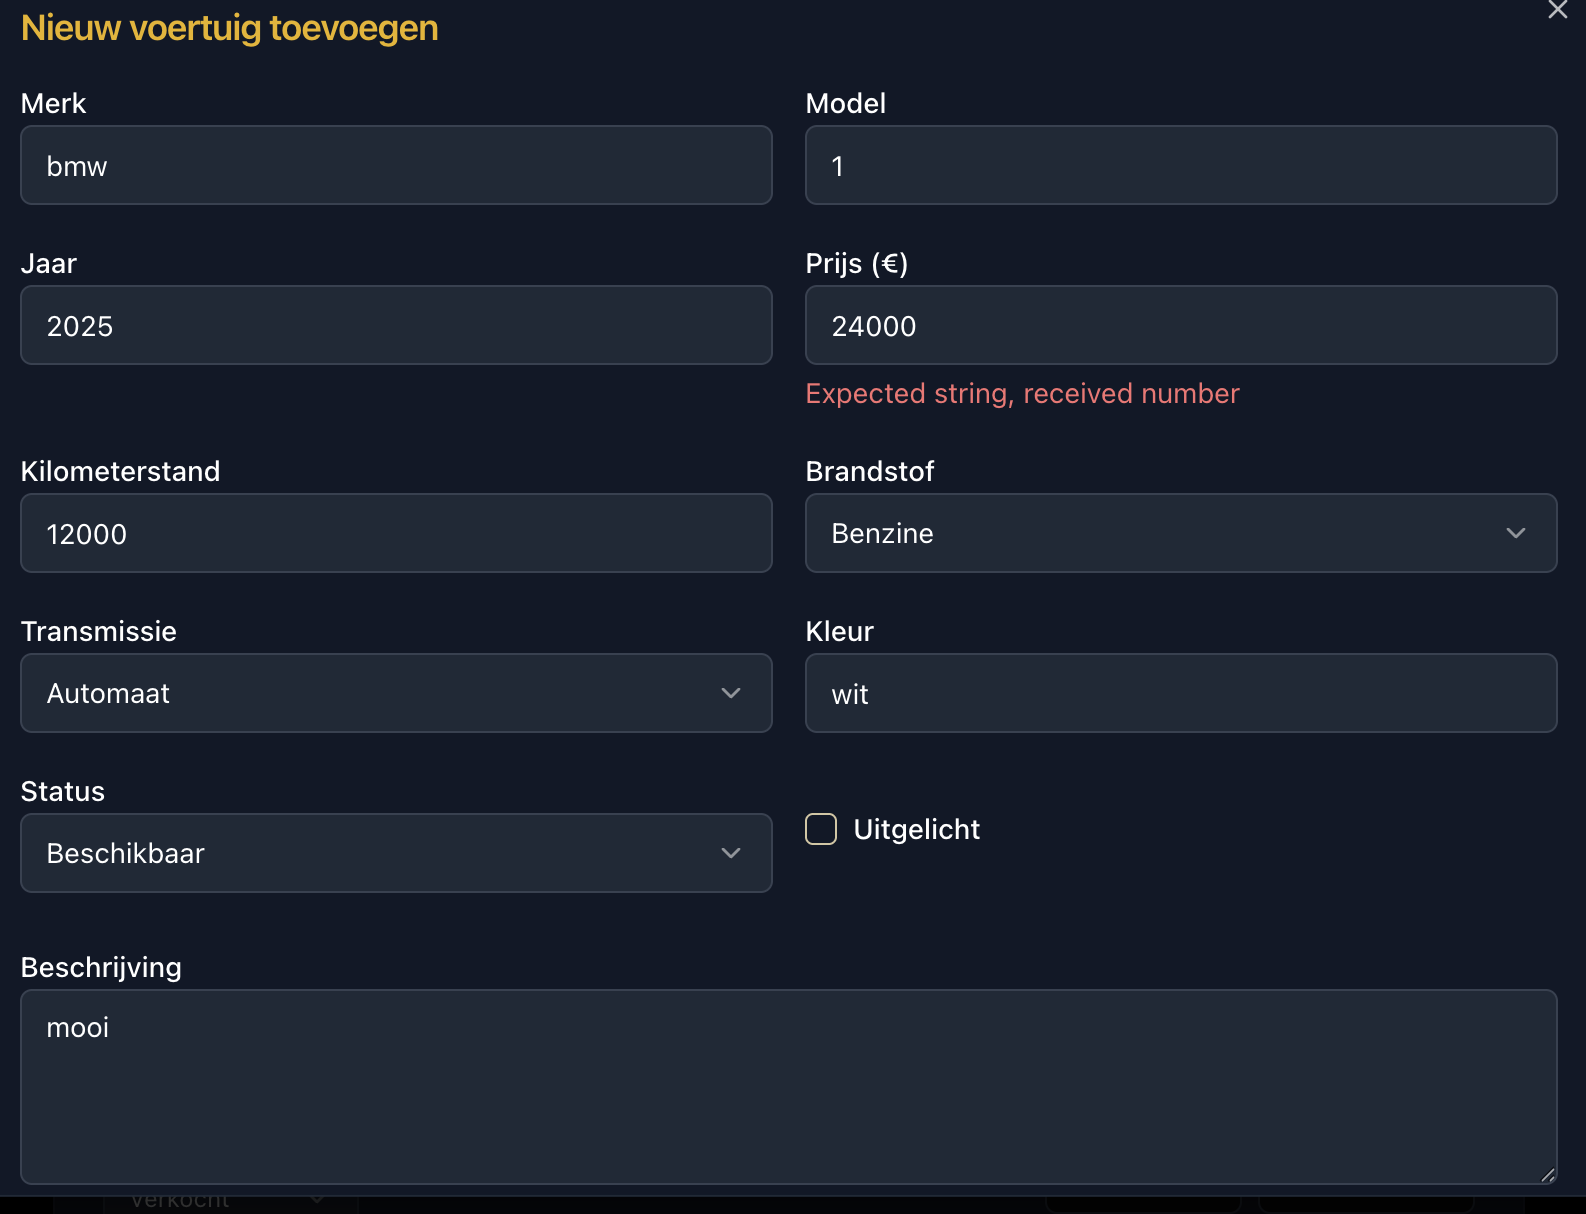 Nieuw voertuig toevoegen
Merk
Model
bmw
1
Jaar
Prijs (€)
2025
24000
Expected string, received number
Kilometerstand
Brandstof
12000
Benzine
Transmissie
Kleur
Automaat
wit
Status
Beschikbaar
Uitgelicht
Beschrijving
mooi
Verkocht